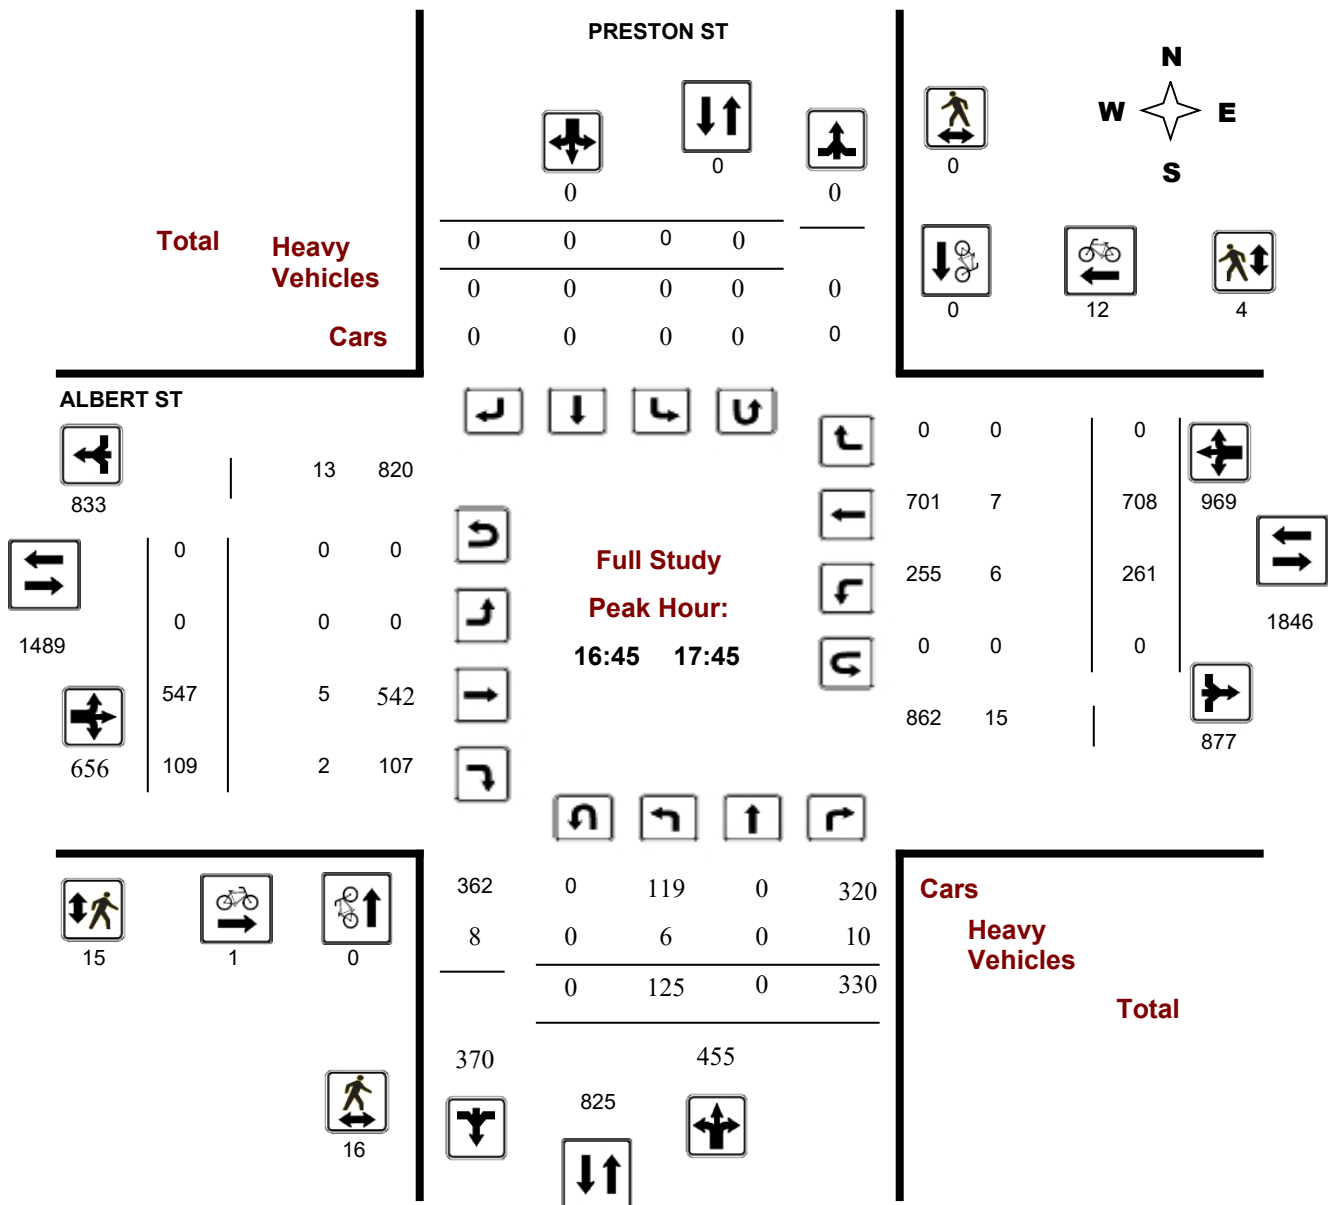 PRESTON ST
N
W E
S
0
0
0
0 0
Total Heavy Vehicles
0 0 0 0
0 12 4
0 0 0 0 0
Cars 0 0 0 0 0
ALBERT ST
833
13 820
0 0 0
969
701 7 708
0 0 0
Full Study
255 6 261
1489
0 0 0
Peak Hour:
1846
16:45 17:45
0 0 0
547 5 542
862 15
877
656
109 2 107
362 0 119 0 320
Cars
8 0 6 0 10
Heavy
Vehicles
15 1 0
0 125 0 330
Total
370 455
825
16